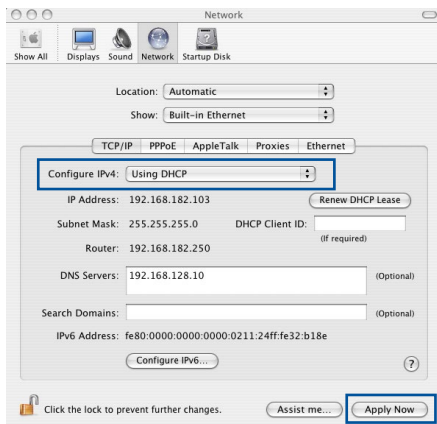 Network
Show All Displays Sound Network Startup Disk
Location: Automatic
Show: Built-in Ethernet
TCP/IP PPPoE AppleTalk Proxies Ethernet
Configure IPv4: Using DHCP
IP Address: 192.168.182.103 Renew DHCP Lease
Subnet Mask: 255.255.255.0 DHCP Client ID:
(If required)
Router: 192.168.182.250
DNS Servers: 192.168.128.10 (Optional)
Search Domains: (Optional)
IPv6 Address: fe80:0000:0000:0000:0211:24ff:fe32:b18e
Configure IPv6... ?
Click the lock to prevent further changes. Assist me... Apply Now